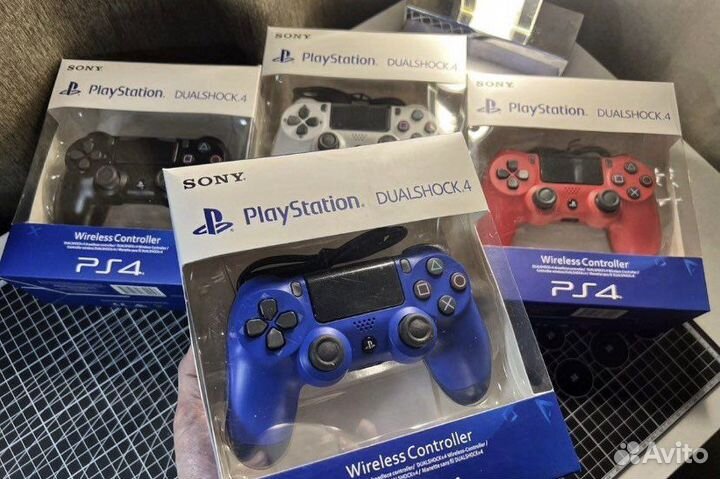 SONY
PlayStation DUALSHOCK.4
SONY
PlayStation. DUALSHOCK.4
PlayStation. DUALSHOCK.4
SONY
PlayStation. DUALSHOCK.4
Wireless Controller
PS4
Wireless Controller
PS4
Wireless Controller
Avito